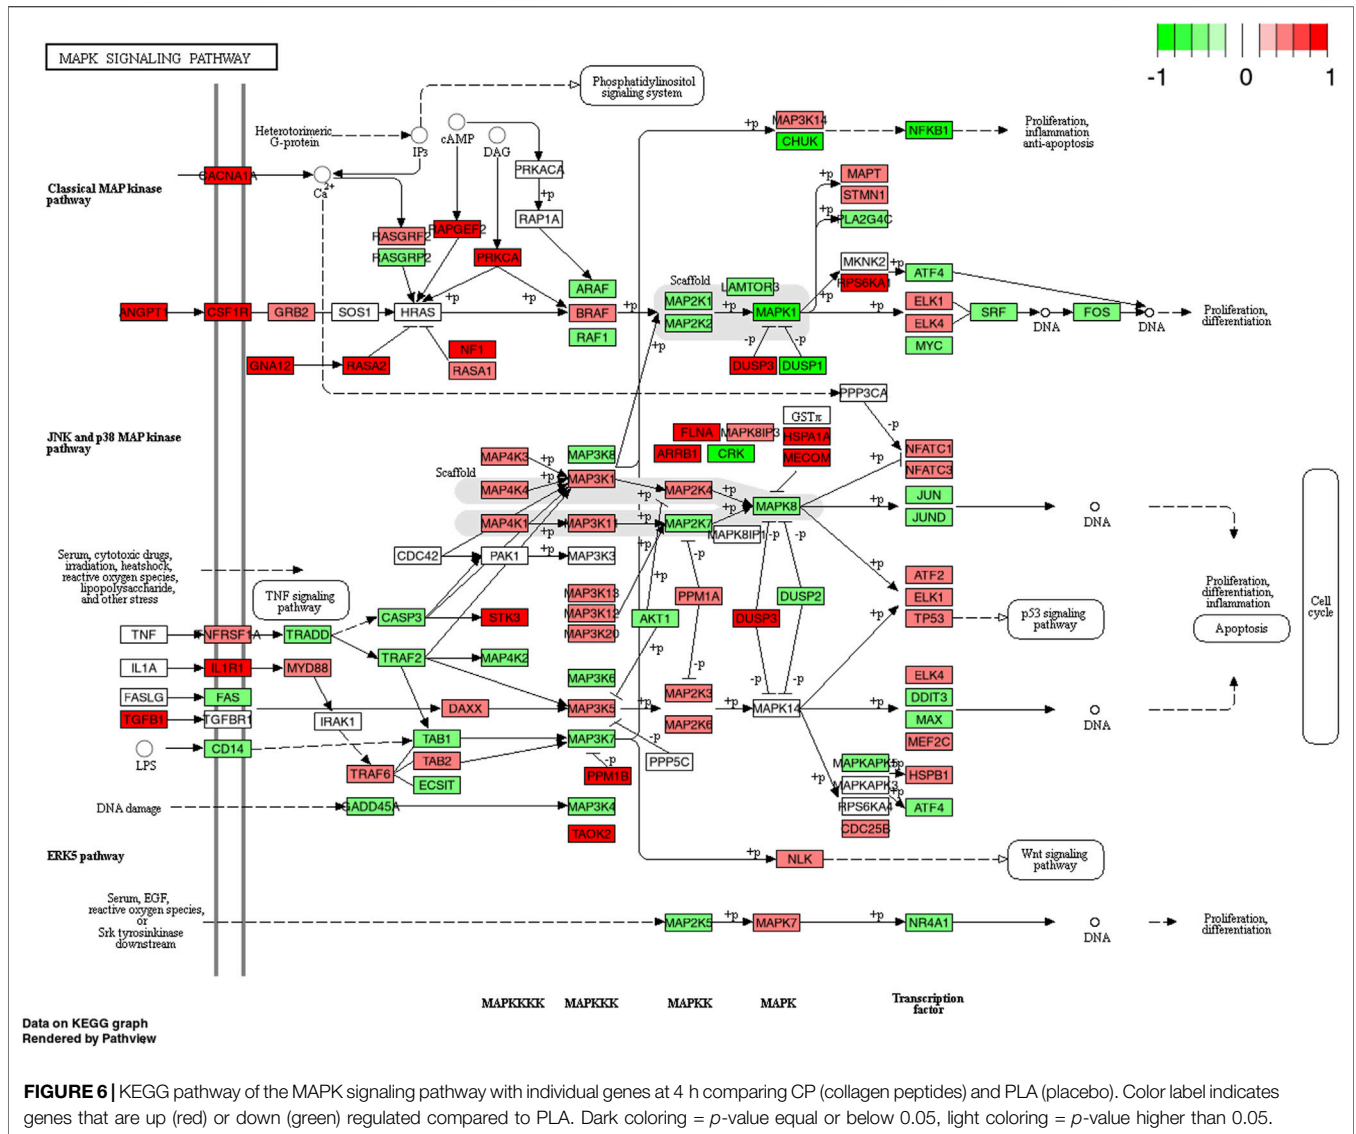 MAPK SIGNALING PATHWAY
-1 0 1
Phosphatidylinositol
signaling system
Heterotorimeric
G-protein
IP3
cAMP
DAG
PRKACA
+p
RAP1A
MAP3K14
CHUK
+p
NFKB1
Proliferation,
inflammation
anti-apoptosis
Classical MAP kinase
pathway
CACNA1A
Ca2+
RASGRF2
RASGRP2
RAPGEF2
PRKCA
+p
+p
MAPT
STMN1
+p
PLA2G4C
+p
MKNK2
RPS6KA1
+p
+p
ATF4
ANGPT1
CSF1R
GRB2
SOS1
HRAS
ARAF
BRAF
RAF1
+p
Scaffold
MAP2K1
MAP2K2
+p
LAMTOR3
MAPK1
+p
ELK1
ELK4
MYC
SRF
DNA
FOS
DNA
Proliferation,
differentiation
GNA12
RASA2
NF1
RASA1
+p
-p
-p
DUSP3
DUSP1
PPP3CA
-p
JNK and p38 MAP kinase
pathway
Scaffold
MAP4K3
MAP4K4
MAP4K1
+p
+p
+p
MAP3K8
MAP3K1
MAP3K11
FLNA
MAPK8IP3
ARRB1
CRK
GSTπ
HSPA1A
MECOM
MAP2K4
MAP2K7
+p
+p
+p
+p
MAPK8
MAPK8IP1
+p
+p
NFATC1
NFATC3
JUN
JUND
DNA
CDC42
PAK1
+p
MAP3K3
Serum, cytotoxic drugs,
irradiation, heatshock,
reactive oxygen species,
lipopolysaccharide,
and other stress
TNF signaling
pathway
MAP3K13
MAP3K12
MAP3K20
+p
-p
-p
-p
PPM1A
DUSP3
DUSP2
AKT1
+p
ATF2
ELK1
TP53
+p
+p
p53 signaling
pathway
Proliferation,
differentiation,
inflammation
Apoptosis
Cell
cycle
TNF
TNFRSF1A
TRADD
CASP3
STK3
IL1A
IL1R1
MYD88
TRAF2
MAP4K2
FASLG
FAS
MAP3K6
MAP3K5
+p
-p
MAP2K3
MAP2K6
+p
-p
-p
MAPK14
ELK4
DDIT3
MAX
MEF2C
DNA
TGFB1
TGFBR1
IRAK1
DAXX
LPS
CD14
TAB1
TAB2
ECSIT
TRAF6
MAP3K7
-p
PPP5C
-p
PPM1B
+p
MAPKAPK5
MAPKAPK3
RPS6KA4
CDC25B
+p
+p
HSPB1
ATF4
DNA damage
GADD45A
MAP3K4
TAOK2
ERK5 pathway
+p
NLK
Wnt signaling
pathway
Serum, EGF,
reactive oxygen species,
or
Srk tyrosinkinase
downstream
MAP2K5
+p
MAPK7
+p
NR4A1
DNA
Proliferation,
differentiation
MAPKKKK
MAPKKK
MAPKK
MAPK
Transcription
factor
Data on KEGG graph
Rendered by Pathview
FIGURE 6 | KEGG pathway of the MAPK signaling pathway with individual genes at 4 h comparing CP (collagen peptides) and PLA (placebo). Color label indicates
genes that are up (red) or down (green) regulated compared to PLA. Dark coloring = p-value equal or below 0.05, light coloring = p-value higher than 0.05.